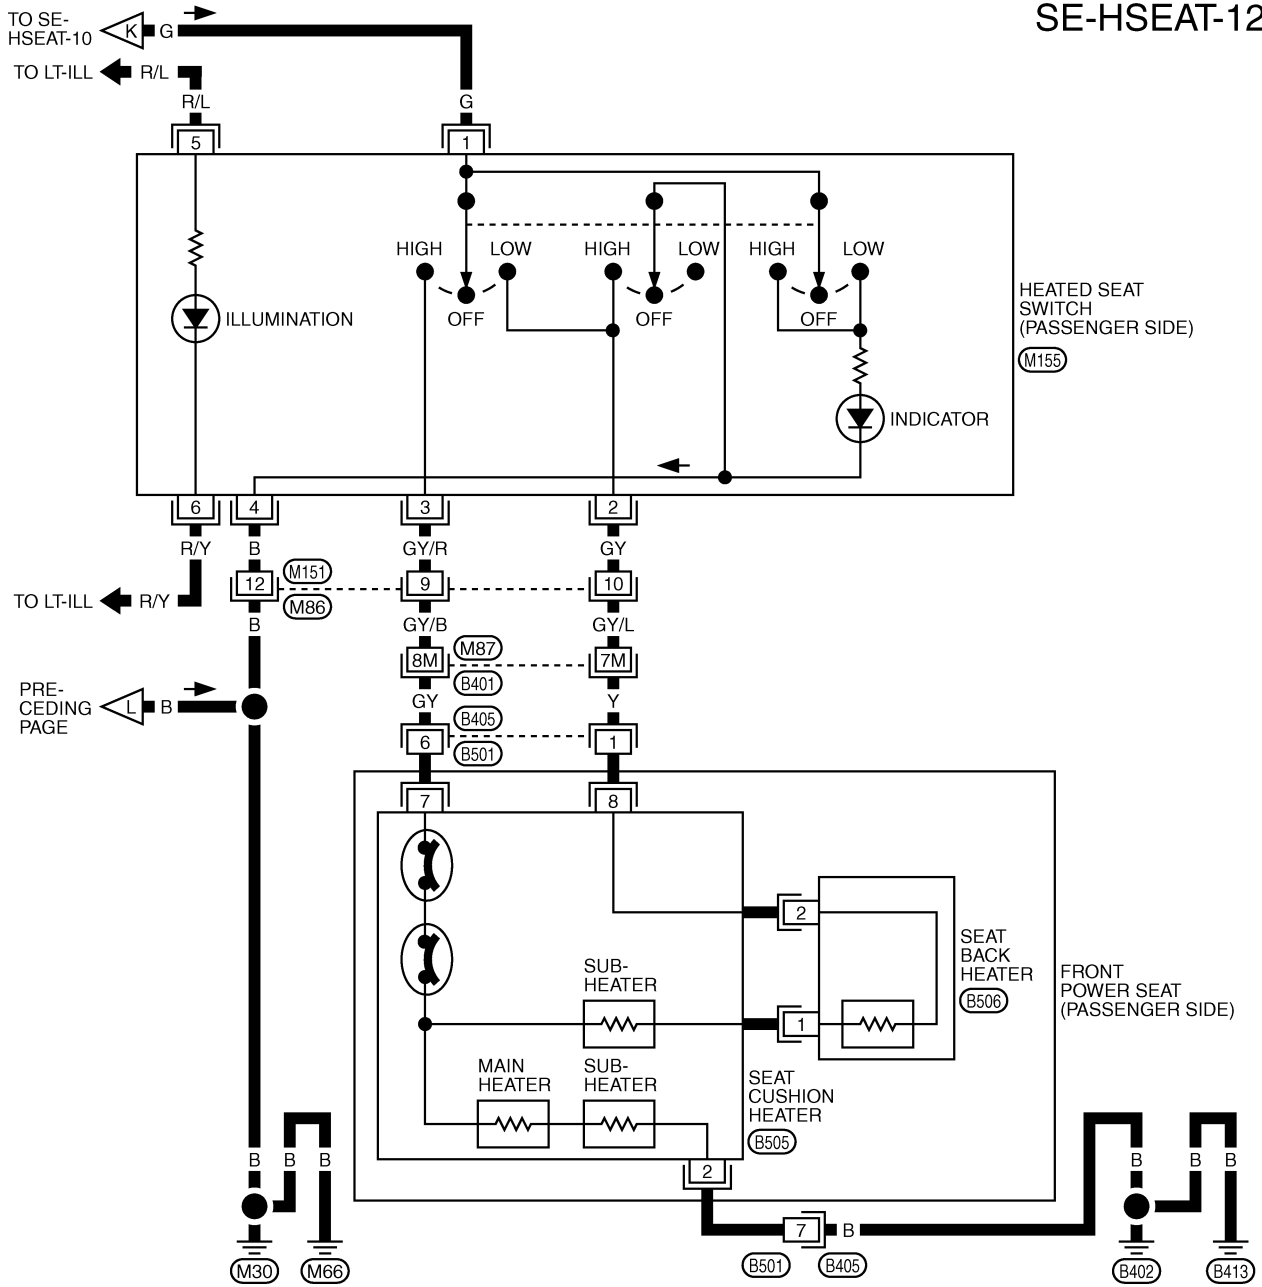 SE-HSEAT-12
TO SE-
HSEAT-10
K
G
TO LT-ILL
R/L
R/L
G
5
1
HIGH
LOW
HIGH
LOW
HIGH
LOW
OFF
OFF
OFF
ILLUMINATION
HEATED SEAT
SWITCH
(PASSENGER SIDE)
M155
INDICATOR
6
4
3
2
R/Y
B
GY/R
GY
12
M151
9
10
TO LT-ILL
R/Y
M86
B
GY/B
GY/L
8M
M87
7M
B401
PRE-
CEDING
PAGE
L
B
GY
Y
B405
6
1
B501
7
8
2
SEAT
BACK
HEATER
B506
FRONT
POWER SEAT
(PASSENGER SIDE)
SUB-
HEATER
1
MAIN
HEATER
SUB-
HEATER
SEAT
CUSHION
HEATER
B505
B
B
B
2
B
B
B
7
B
B501
B405
M30
M66
B402
B413